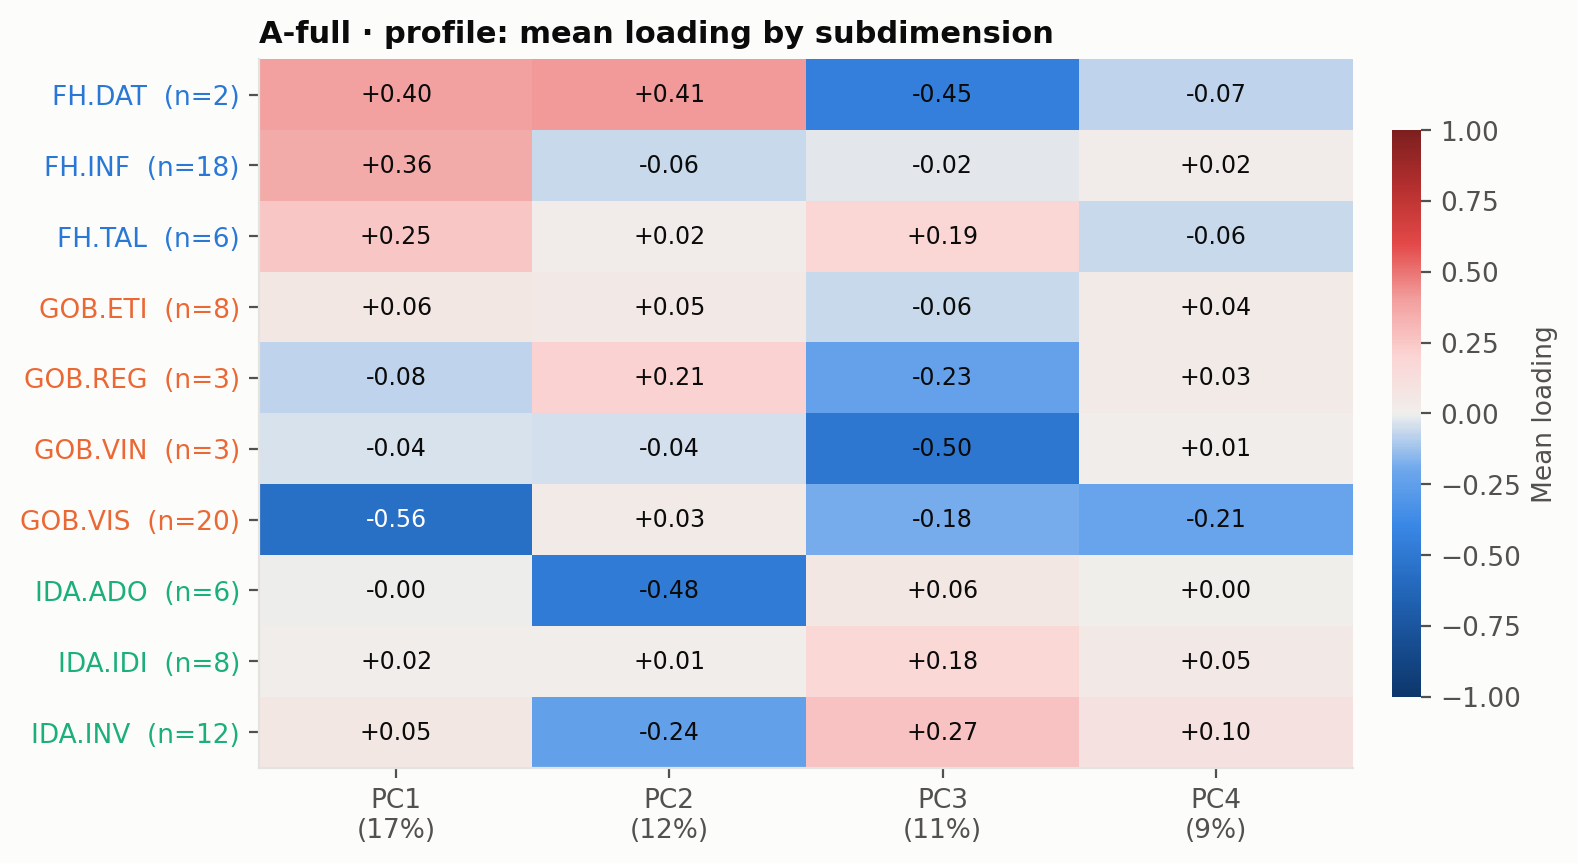 A-full · profile: mean loading by subdimension
FH.DAT (n=2) +0.40 +0.41 -0.45 -0.07
FH.INF (n=18) +0.36 -0.06 -0.02 +0.02
FH.TAL (n=6) +0.25 +0.02 +0.19 -0.06
GOB.ETI (n=8) +0.06 +0.05 -0.06 +0.04
GOB.REG (n=3) -0.08 +0.21 -0.23 +0.03
GOB.VIN (n=3) -0.04 -0.04 -0.50 +0.01
GOB.VIS (n=20) -0.56 +0.03 -0.18 -0.21
IDA.ADO (n=6) -0.00 -0.48 +0.06 +0.00
IDA.IDI (n=8) +0.02 +0.01 +0.18 +0.05
IDA.INV (n=12) +0.05 -0.24 +0.27 +0.10
PC1 PC2 PC3 PC4
(17%) (12%) (11%) (9%)
1.00
0.75
0.50
0.25
0.00
−0.25
−0.50
−0.75
−1.00
Mean loading